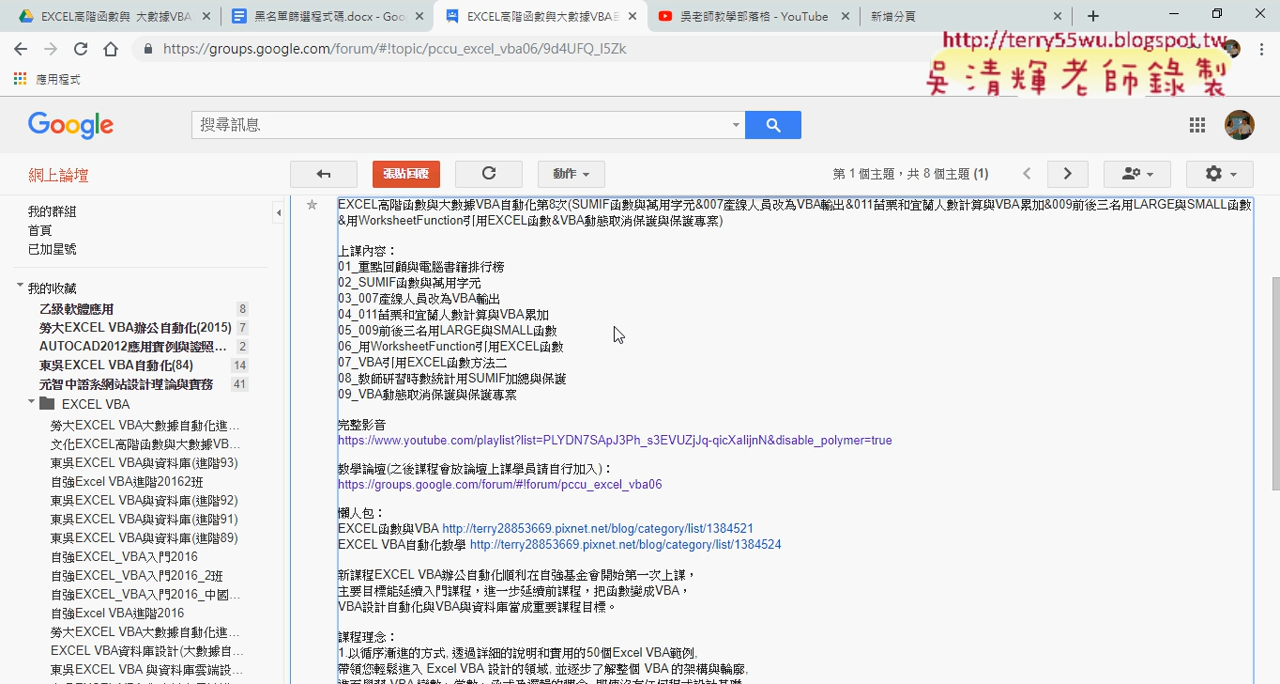 EXCEL高階函數與 大數據VBA
黑名單篩選程式碼.docx - Goo
EXCEL高階函數與大數據VBA自
吳老師教學部落格 - YouTube
新增分頁
https://groups.google.com/forum/#!topic/pccu_excel_vba06/9d4UFQ_l5Zk
http://terry55wu.blogspot.tw
吳清輝老師錄製
應用程式
Google
搜尋訊息
網上論壇
張貼回覆
動作
第 1 個主題，共 8 個主題 (1)
我的群組
首頁
已加星號
我的收藏
乙級軟體應用 8
勞大EXCEL VBA辦公自動化(2015) 7
AUTOCAD2012應用實例與證照... 2
東吳EXCEL VBA自動化(84) 14
元智中語系網站設計理論與實務 41
EXCEL VBA
勞大EXCEL VBA大數據自動化進...
文化EXCEL高階函數與大數據VB...
東吳EXCEL VBA與資料庫(進階93)
自強Excel VBA進階20162班
東吳EXCEL VBA與資料庫(進階92)
東吳EXCEL VBA與資料庫(進階91)
東吳EXCEL VBA與資料庫(進階89)
自強EXCEL_VBA入門2016
自強EXCEL_VBA入門2016_2班
自強EXCEL_VBA入門2016_中國...
自強Excel VBA進階2016
勞大EXCEL VBA大數據自動化進...
EXCEL VBA資料庫設計(大數據自...
東吳EXCEL VBA 與資料庫雲端設...
EXCEL高階函數與大數據VBA自動化第8次(SUMIF函數與萬用字元&007產線人員改為VBA輸出&011苗栗和宜蘭人數計算與VBA累加&009前後三名用LARGE與SMALL函數
&用WorksheetFunction引用EXCEL函數&VBA動態取消保護與保護專案)
上課內容：
01_重點回顧與電腦書籍排行榜
02_SUMIF函數與萬用字元
03_007產線人員改為VBA輸出
04_011苗栗和宜蘭人數計算與VBA累加
05_009前後三名用LARGE與SMALL函數
06_用WorksheetFunction引用EXCEL函數
07_VBA引用EXCEL函數方法二
08_教師研習時數統計用SUMIF加總與保護
09_VBA動態取消保護與保護專案
完整影音
https://www.youtube.com/playlist?list=PLYDN7SApJ3Ph_s3EVUZjJq-qicXaIijnN&disable_polymer=true
教學論壇(之後課程會放論壇上課學員請自行加入)：
https://groups.google.com/forum/#!forum/pccu_excel_vba06
懶人包：
EXCEL函數與VBA http://terry28853669.pixnet.net/blog/category/list/1384521
EXCEL VBA自動化教學 http://terry28853669.pixnet.net/blog/category/list/1384524
新課程EXCEL VBA辦公自動化順利在自強基金會開始第一次上課，
主要目標能延續入門課程，進一步延續前課程，把函數變成VBA，
VBA設計自動化與VBA與資料庫當成重要課程目標。
課程理念：
1.以循序漸進的方式, 透過詳細的說明和實用的50個Excel VBA範例,
帶領您輕鬆進入 Excel VBA 設計的領域, 並逐步了解整個 VBA 的架構與輪廓,